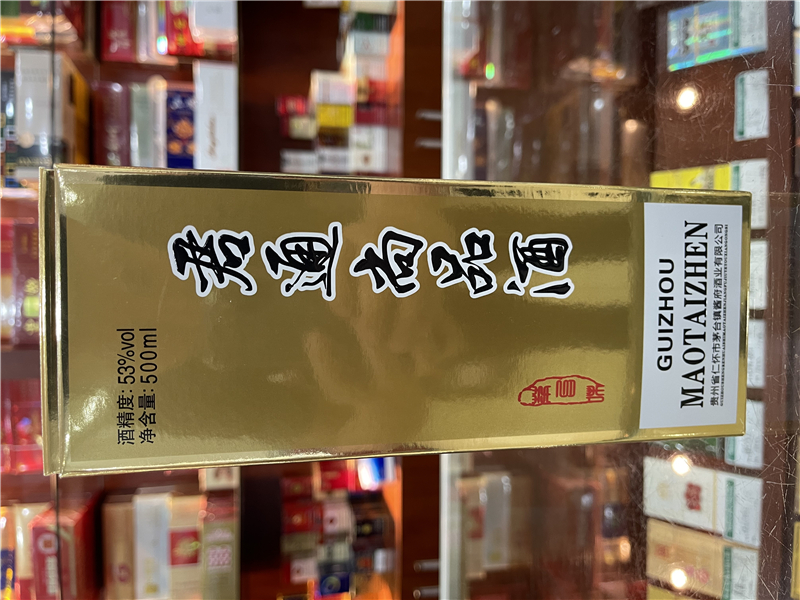 君通尚品酒
酒精度: 53%vol
净含量: 500ml
GUIZHOU
MAOTAIZHEN
贵州省仁怀市茅台镇酱府酒业有限公司